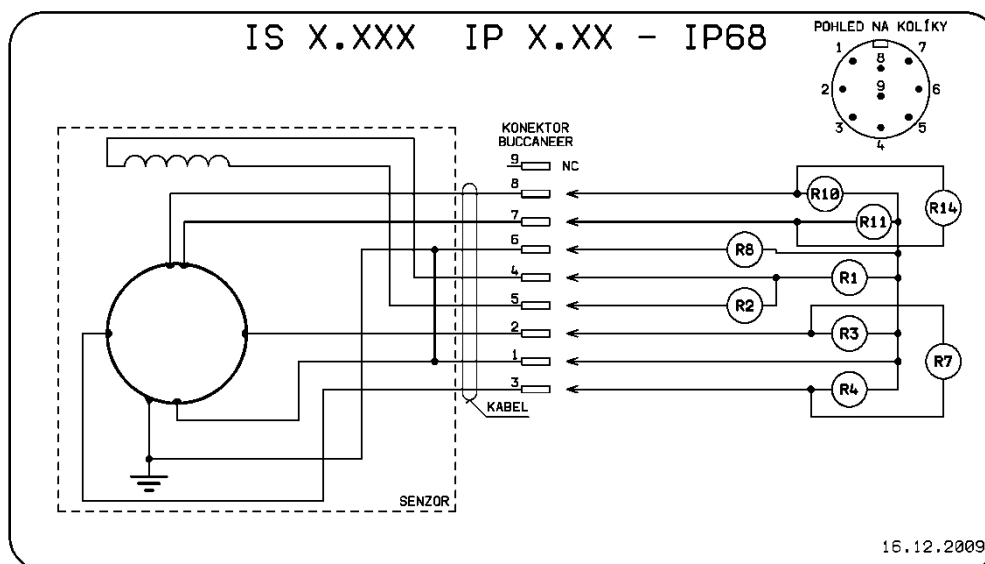 IS X.XXX IP X.XX - IP68
POHLED NA KOLÍKY
1
7
8
2
9
6
3
5
4
KONEKTOR
BUCCANEER
9 NC
8
R10
R14
7
R11
6
R8
4
R1
5
R2
2
R3
1
R7
3
R4
KABEL
SENZOR
16.12.2009